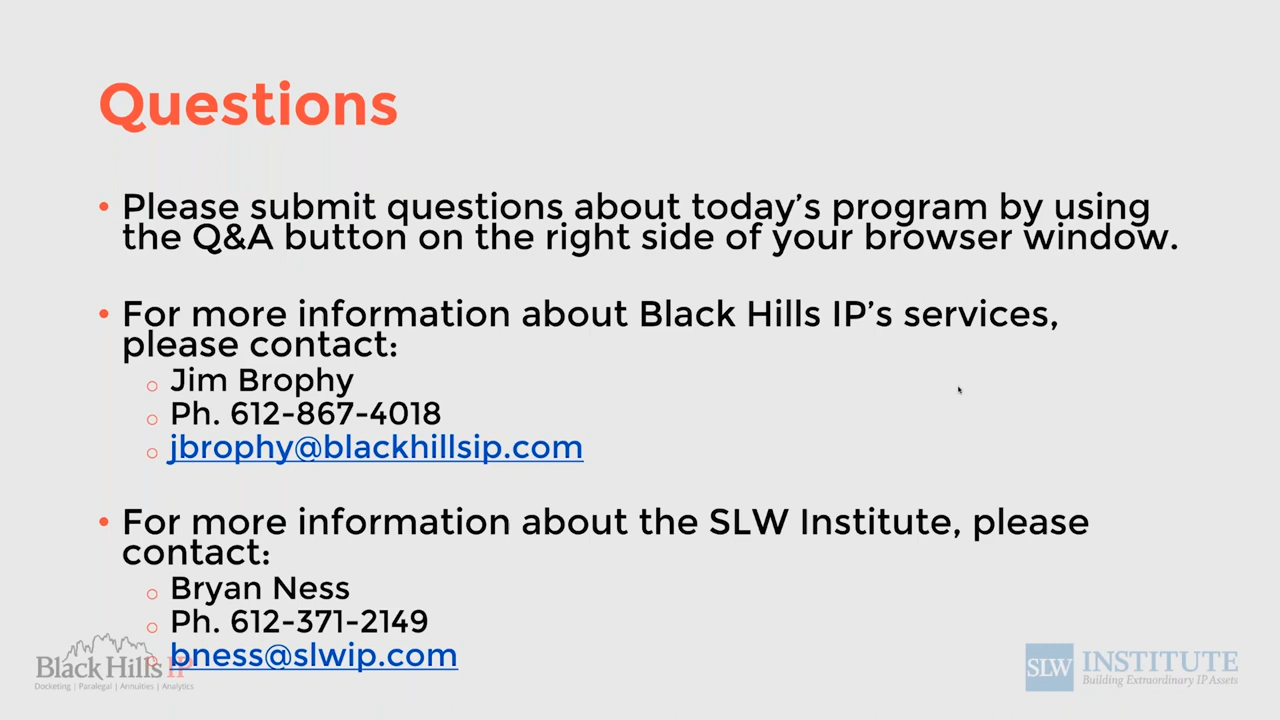 Questions
• Please submit questions about today's program by using
the Q&A button on the right side of your browser window.
• For more information about Black Hills IP's services,
please contact:
o Jim Brophy
o Ph. 612-867-4018
o jbrophy@blackhillsip.com
• For more information about the SLW Institute, please
contact:
o Bryan Ness
o Ph. 612-371-2149
o bness@slwip.com
Black Hills IP
Docketing | Paralegal | Annuities | Analytics
SLW INSTITUTE
Building Extraordinary IP Assets